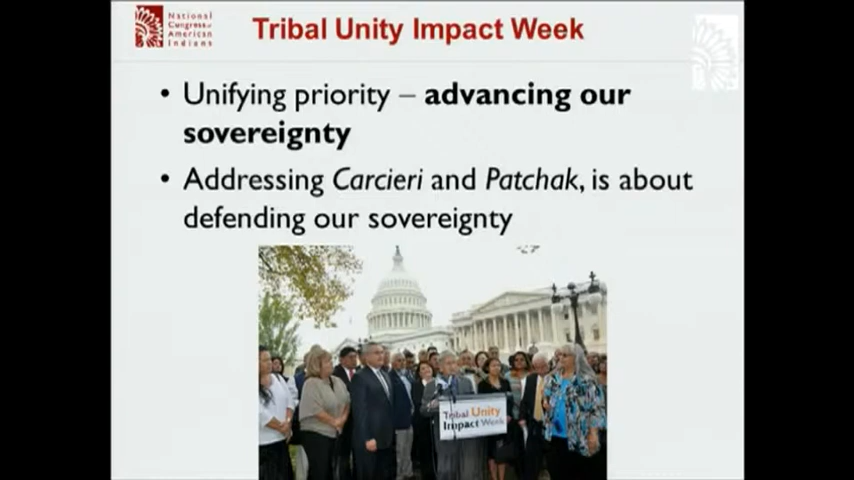 National
Congress of
American
Indians
Tribal Unity Impact Week
• Unifying priority – advancing our
sovereignty
• Addressing Carcieri and Patchak, is about
defending our sovereignty
Tribal Unity
Impact Week